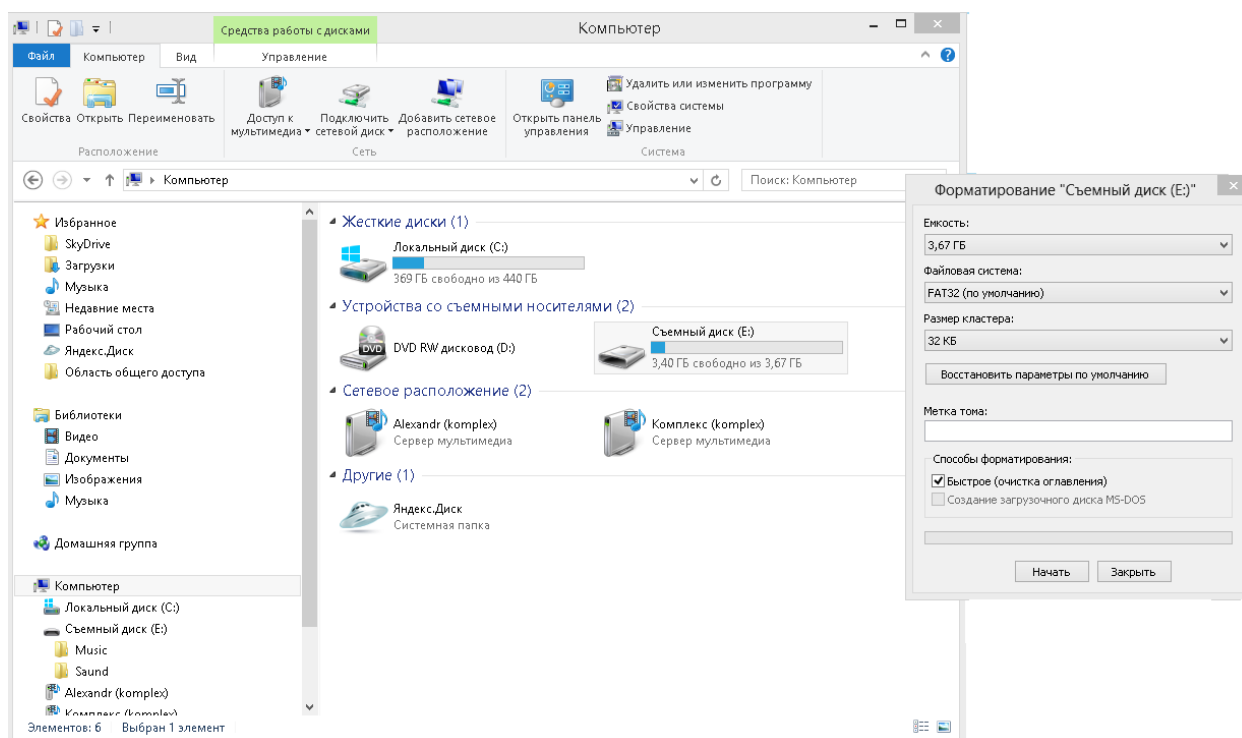 Средства работы с дисками
Компьютер
Файл
Компьютер
Вид
Управление
Свойства
Открыть
Переименовать
Доступ к мультимедиа
Подключить сетевой диск
Добавить сетевое расположение
Открыть панель управления
Удалить или изменить программу
Свойства системы
Управление
Расположение
Сеть
Система
Компьютер
Поиск: Компьютер
Избранное
SkyDrive
Загрузки
Музыка
Недавние места
Рабочий стол
Яндекс.Диск
Область общего доступа
Библиотеки
Видео
Документы
Изображения
Музыка
Домашняя группа
Компьютер
Локальный диск (C:)
Съемный диск (E:)
Music
Saund
Alexandr (komplex)
Комплекс (komplex)
Жесткие диски (1)
Локальный диск (C:)
369 ГБ свободно из 440 ГБ
Устройства со съемными носителями (2)
DVD
DVD RW дисковод (D:)
Съемный диск (E:)
3,40 ГБ свободно из 3,67 ГБ
Сетевое расположение (2)
Alexandr (komplex)
Сервер мультимедиа
Комплекс (komplex)
Сервер мультимедиа
Другие (1)
Яндекс.Диск
Системная папка
Элементов: 6 Выбран 1 элемент
Форматирование "Съемный диск (E:)"
Емкость:
3,67 ГБ
Файловая система:
FAT32 (по умолчанию)
Размер кластера:
32 КБ
Восстановить параметры по умолчанию
Метка тома:
Способы форматирования:
Быстрое (очистка оглавления)
Создание загрузочного диска MS-DOS
Начать
Закрыть